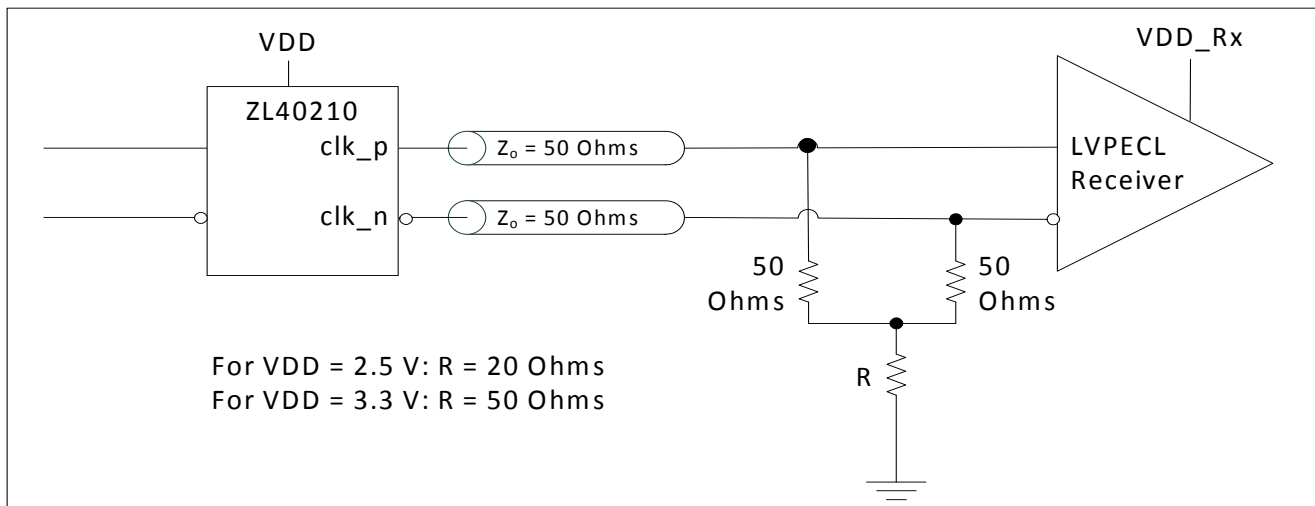 VDD
VDD_Rx
ZL40210
clk_p
Zₒ = 50 Ohms
LVPECL
Receiver
clk_n
Zₒ = 50 Ohms
50
Ohms
50
Ohms
For VDD = 2.5 V: R = 20 Ohms
For VDD = 3.3 V: R = 50 Ohms
R